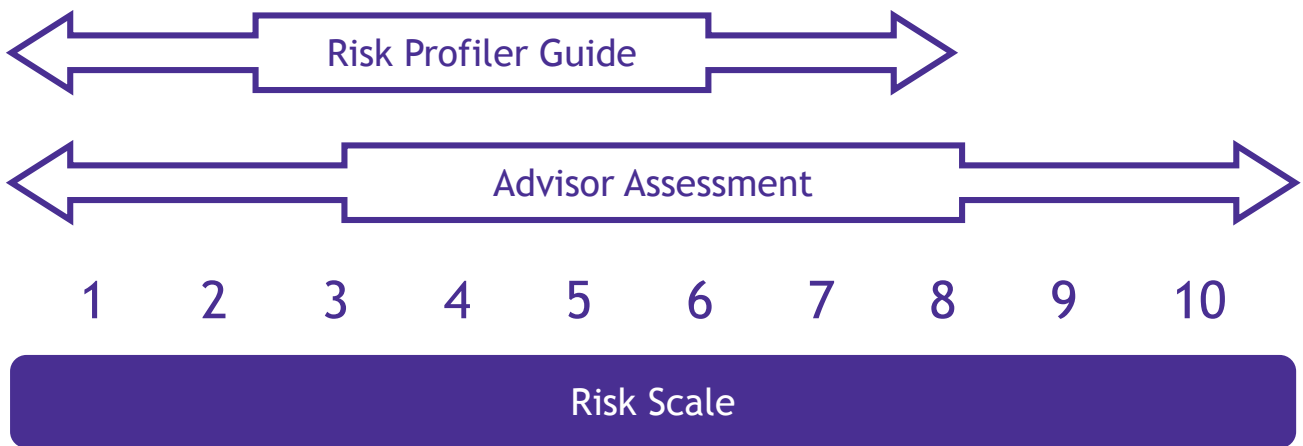 Risk Profiler Guide
Advisor Assessment
1 2 3 4 5 6 7 8 9 10
Risk Scale